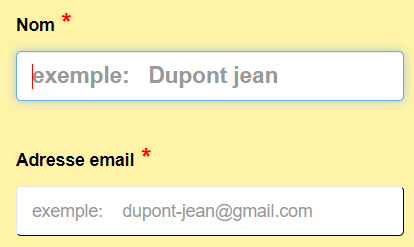 Nom *
exemple: Dupont jean
Adresse email *
exemple: dupont-jean@gmail.com